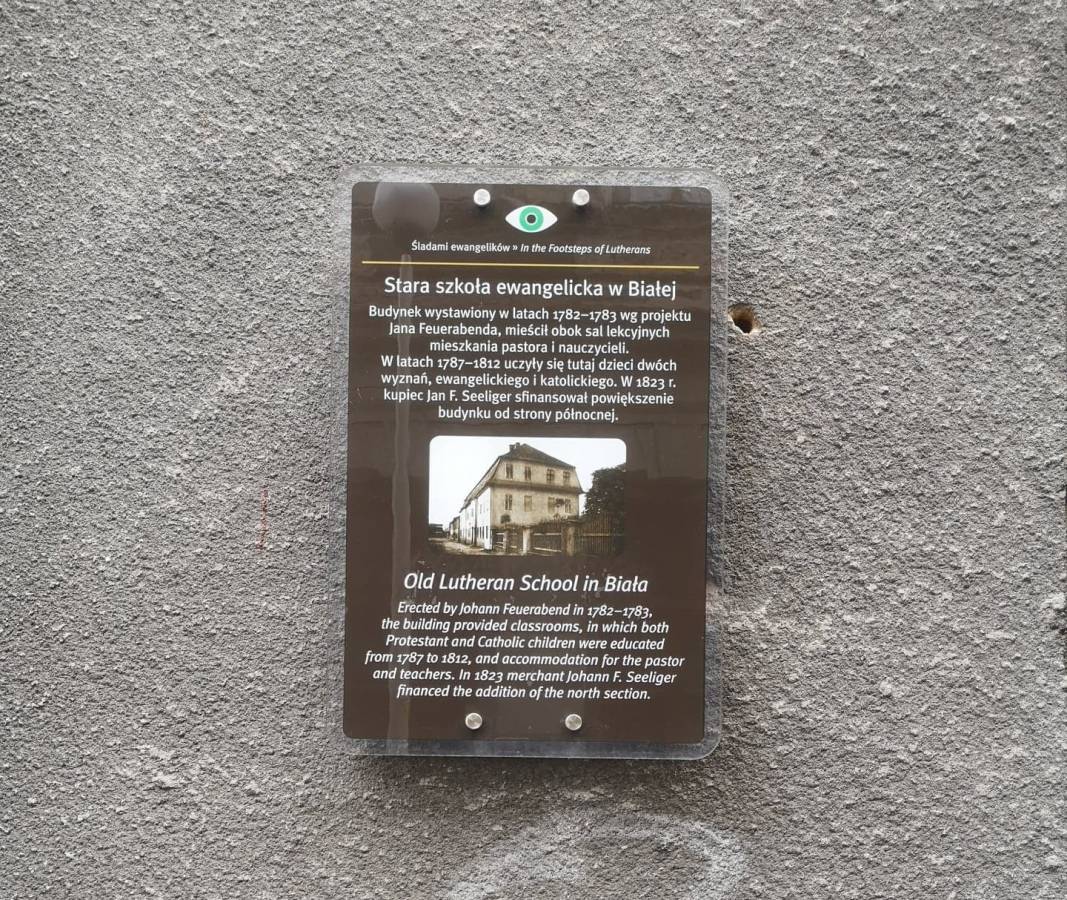 Śladami ewangelików » In the Footsteps of Lutherans
Stara szkoła ewangelicka w Białej
Budynek wystawiony w latach 1782–1783 wg projektu
Jana Feuerabenda, mieścił obok sal lekcyjnych
mieszkania pastora i nauczycieli.
W latach 1787–1812 uczyły się tutaj dzieci dwóch
wyznań, ewangelickiego i katolickiego. W 1823 r.
kupiec Jan F. Seeliger sfinansował powiększenie
budynku od strony północnej.
Old Lutheran School in Biała
Erected by Johann Feuerabend in 1782–1783,
the building provided classrooms, in which both
Protestant and Catholic children were educated
from 1787 to 1812, and accommodation for the pastor
and teachers. In 1823 merchant Johann F. Seeliger
financed the addition of the north section.